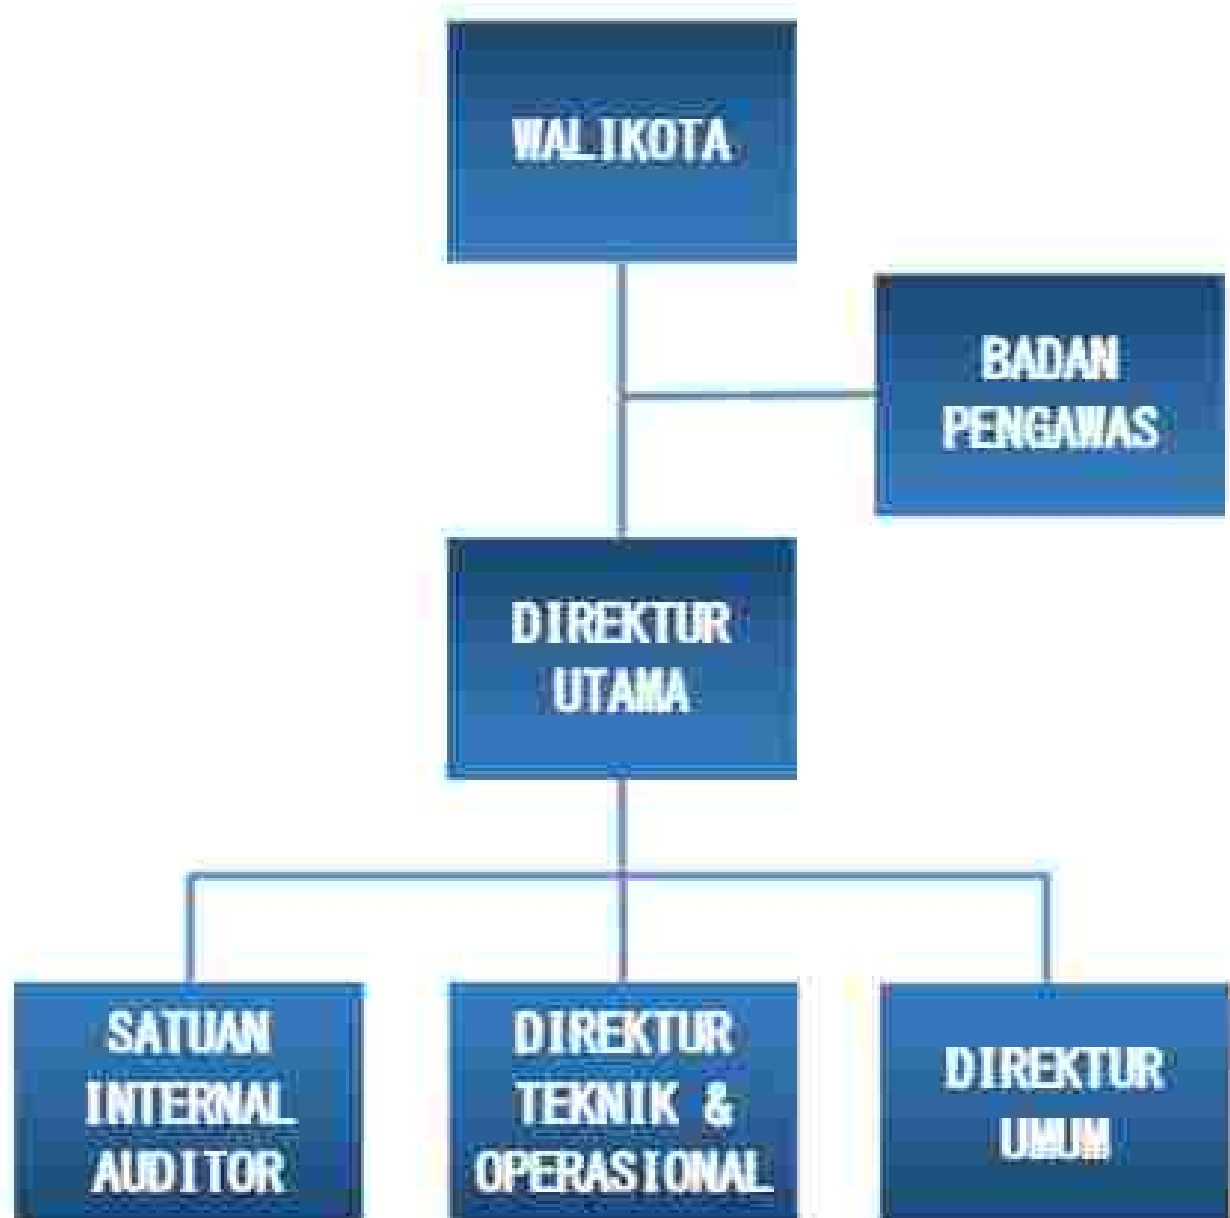 WALIKOTA
BADAN
PENGAWAS
DIREKTUR
UTAMA
SATUAN
INTERNAL
AUDITOR
DIREKTUR
TEKNIK &
OPERASIONAL
DIREKTUR
UMUM